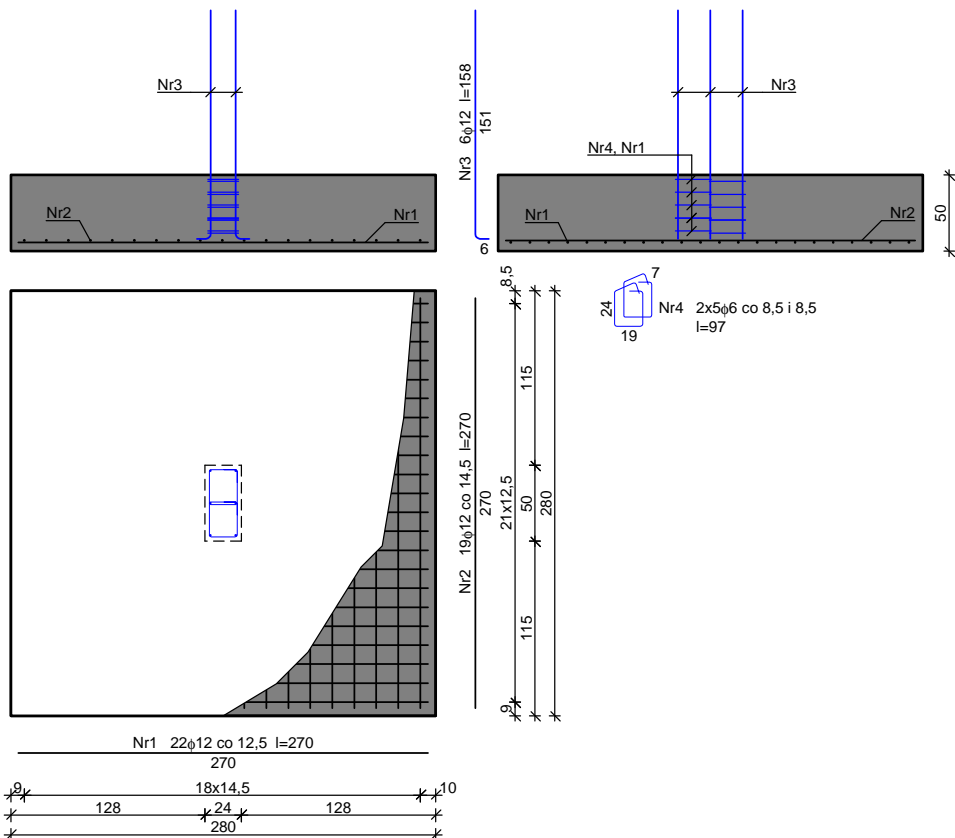 Nr3
Nr3 6ϕ12 l=158
151
6
Nr3
Nr4, Nr1
Nr2
Nr1
Nr1
Nr2
50
8,5
24
7
19
Nr4 2x5ϕ6 co 8,5 i 8,5
l=97
Nr2 19ϕ12 co 14,5 l=270
270
21x12,5
9
115
50
115
280
Nr1 22ϕ12 co 12,5 l=270
270
9
18x14,5
10
128
24
128
280